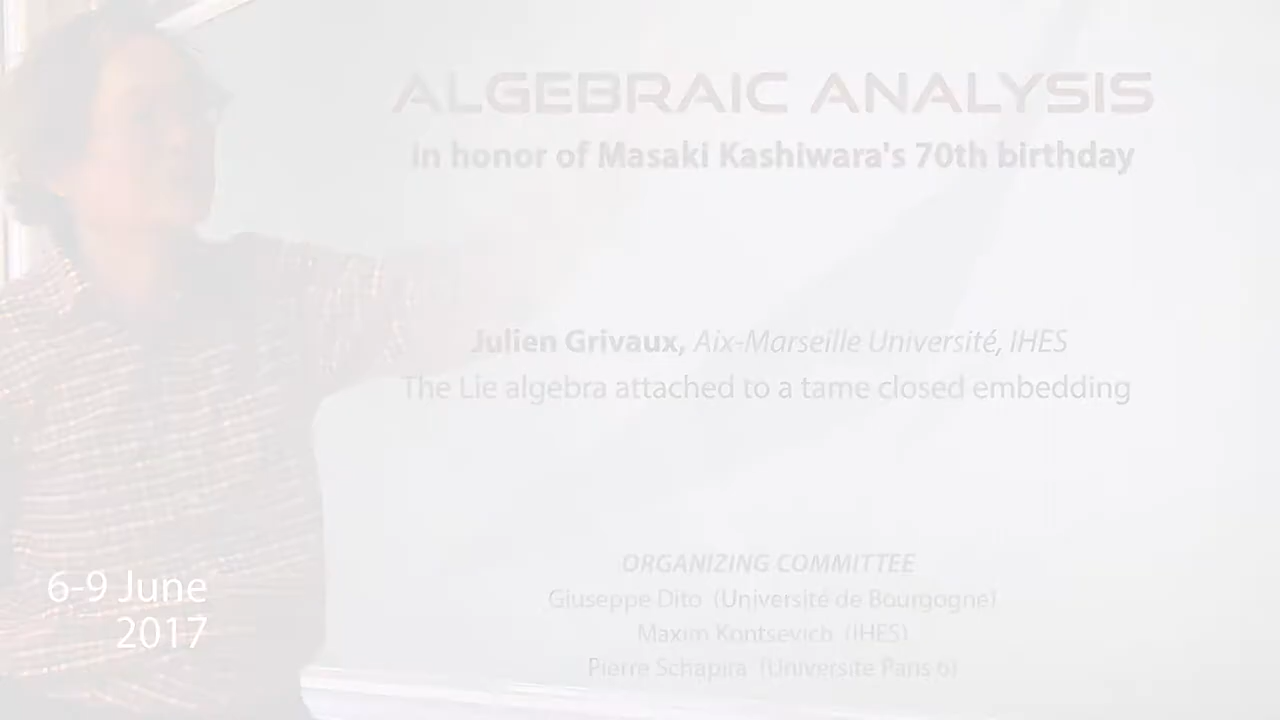 ALGEBRAIC ANALYSIS
in honor of Masaki Kashiwara's 70th birthday
Julien Grivaux, Aix-Marseille Université, IHES
The Lie algebra attached to a tame closed embedding
ORGANIZING COMMITTEE
Giuseppe Dito (Université de Bourgogne)
Maxim Kontsevich (IHES)
Pierre Schapira (Université Paris 6)
6-9 June
2017